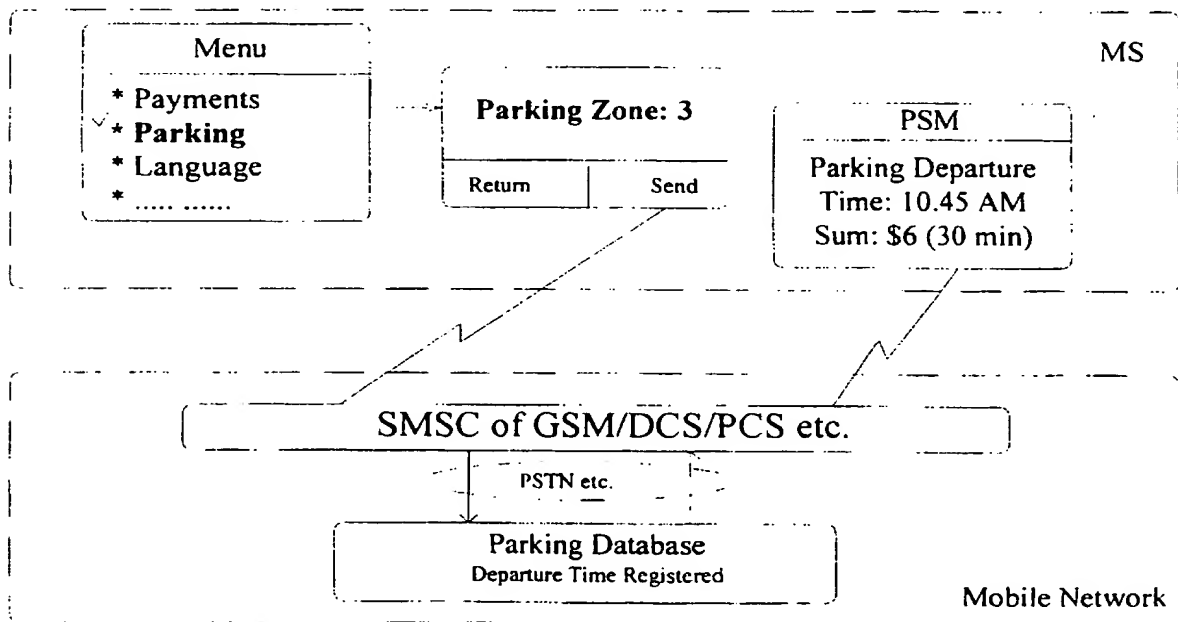 Menu
* Payments
* Parking
* Language
* ..... ......
Parking Zone: 3
Return
Send
MS
PSM
Parking Departure
Time: 10.45 AM
Sum: $6 (30 min)
SMSC of GSM/DCS/PCS etc.
PSTN etc.
Parking Database
Departure Time Registered
Mobile Network